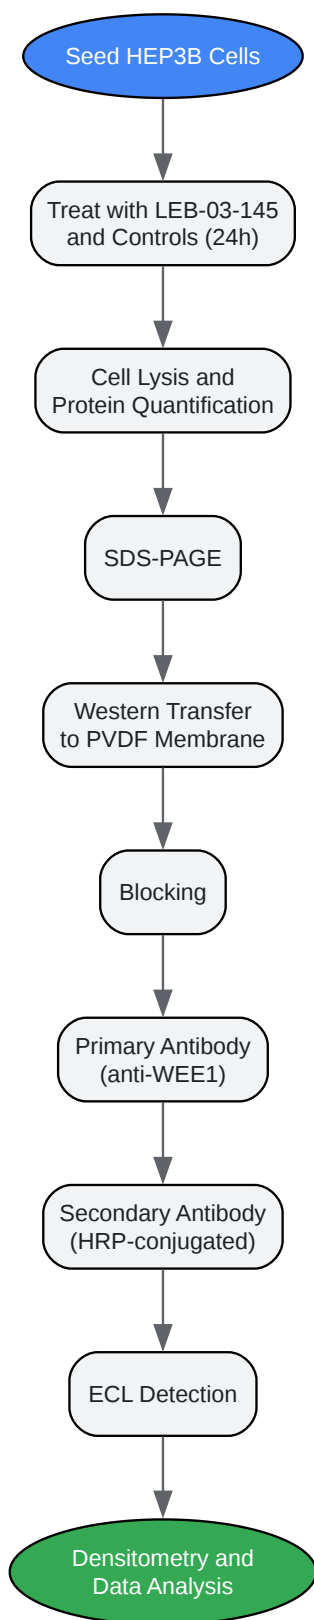 Seed HEP3B Cells
Treat with LEB-03-145
and Controls (24h)
Cell Lysis and
Protein Quantification
SDS-PAGE
Western Transfer
to PVDF Membrane
Blocking
Primary Antibody
(anti-WEE1)
Secondary Antibody
(HRP-conjugated)
ECL Detection
Densitometry and
Data Analysis